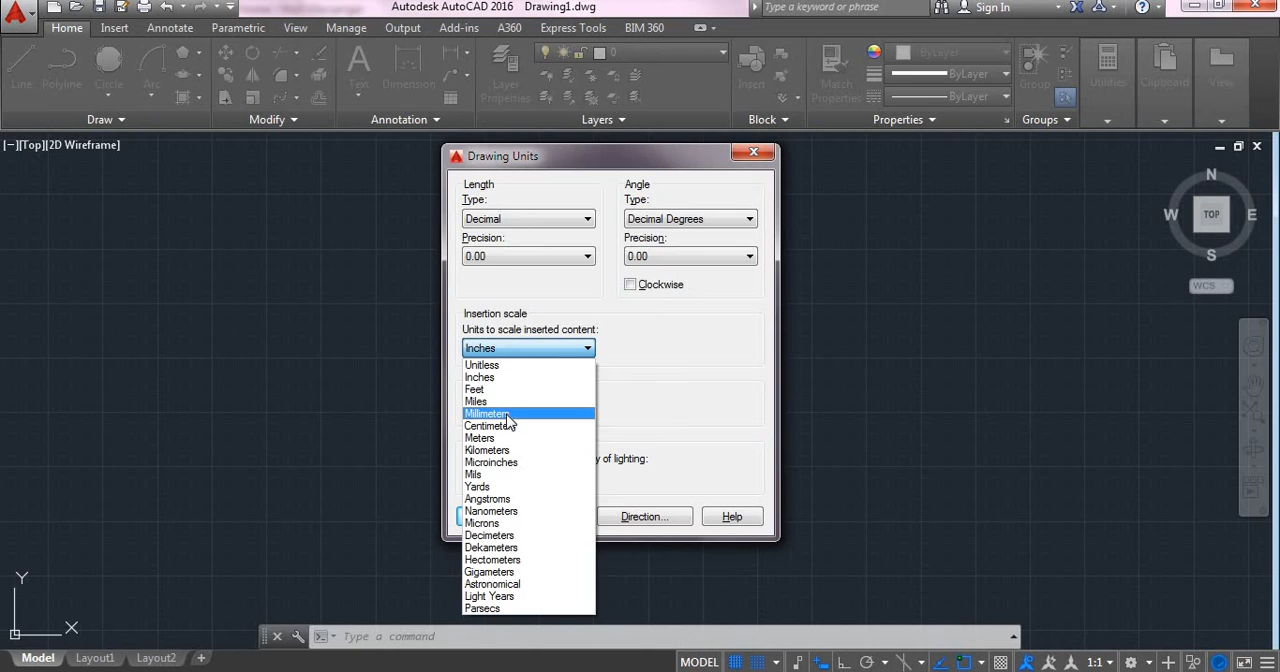 Autodesk AutoCAD 2016 Drawing1.dwg
Type a keyword or phrase
Sign In
Home Insert Annotate Parametric View Manage Output Add-ins A360 Express Tools BIM 360
Line Polyline Circle Arc
Text Dimension
Layer Properties
0
Insert
Match Properties
ByLayer
ByLayer
ByLayer
Group
Utilities
Clipboard
View
Draw Modify Annotation Layers Block Properties Groups
[−][Top][2D Wireframe]
Drawing Units
Length
Type:
Decimal
Precision:
0.00
Angle
Type:
Decimal Degrees
Precision:
0.00
Clockwise
Insertion scale
Units to scale inserted content:
Inches
Unitless
Inches
Feet
Miles
Millimeters
Centimeters
Meters
Kilometers
Microinches
Mils
Yards
Angstroms
Nanometers
Microns
Decimeters
Dekameters
Hectometers
Gigameters
Astronomical
Light Years
Parsecs
y of lighting:
Direction...
Help
N
W TOP E
S
WCS
Y
X
Type a command
Model Layout1 Layout2 +
MODEL
1:1